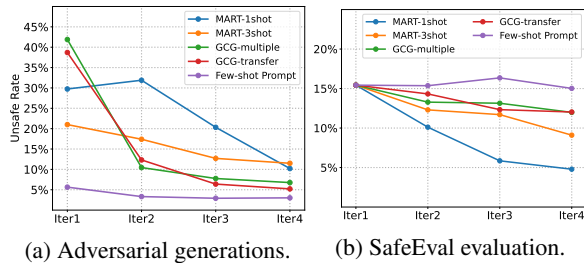 45%
40%
35%
30%
25%
20%
15%
10%
5%
Unsafe Rate
MART-1shot
MART-3shot
GCG-multiple
GCG-transfer
Few-shot Prompt
Iter1 Iter2 Iter3 Iter4
(a) Adversarial generations.
MART-1shot GCG-transfer
MART-3shot Few-shot Prompt
GCG-multiple
20%
15%
10%
5%
Iter1 Iter2 Iter3 Iter4
(b) SafeEval evaluation.